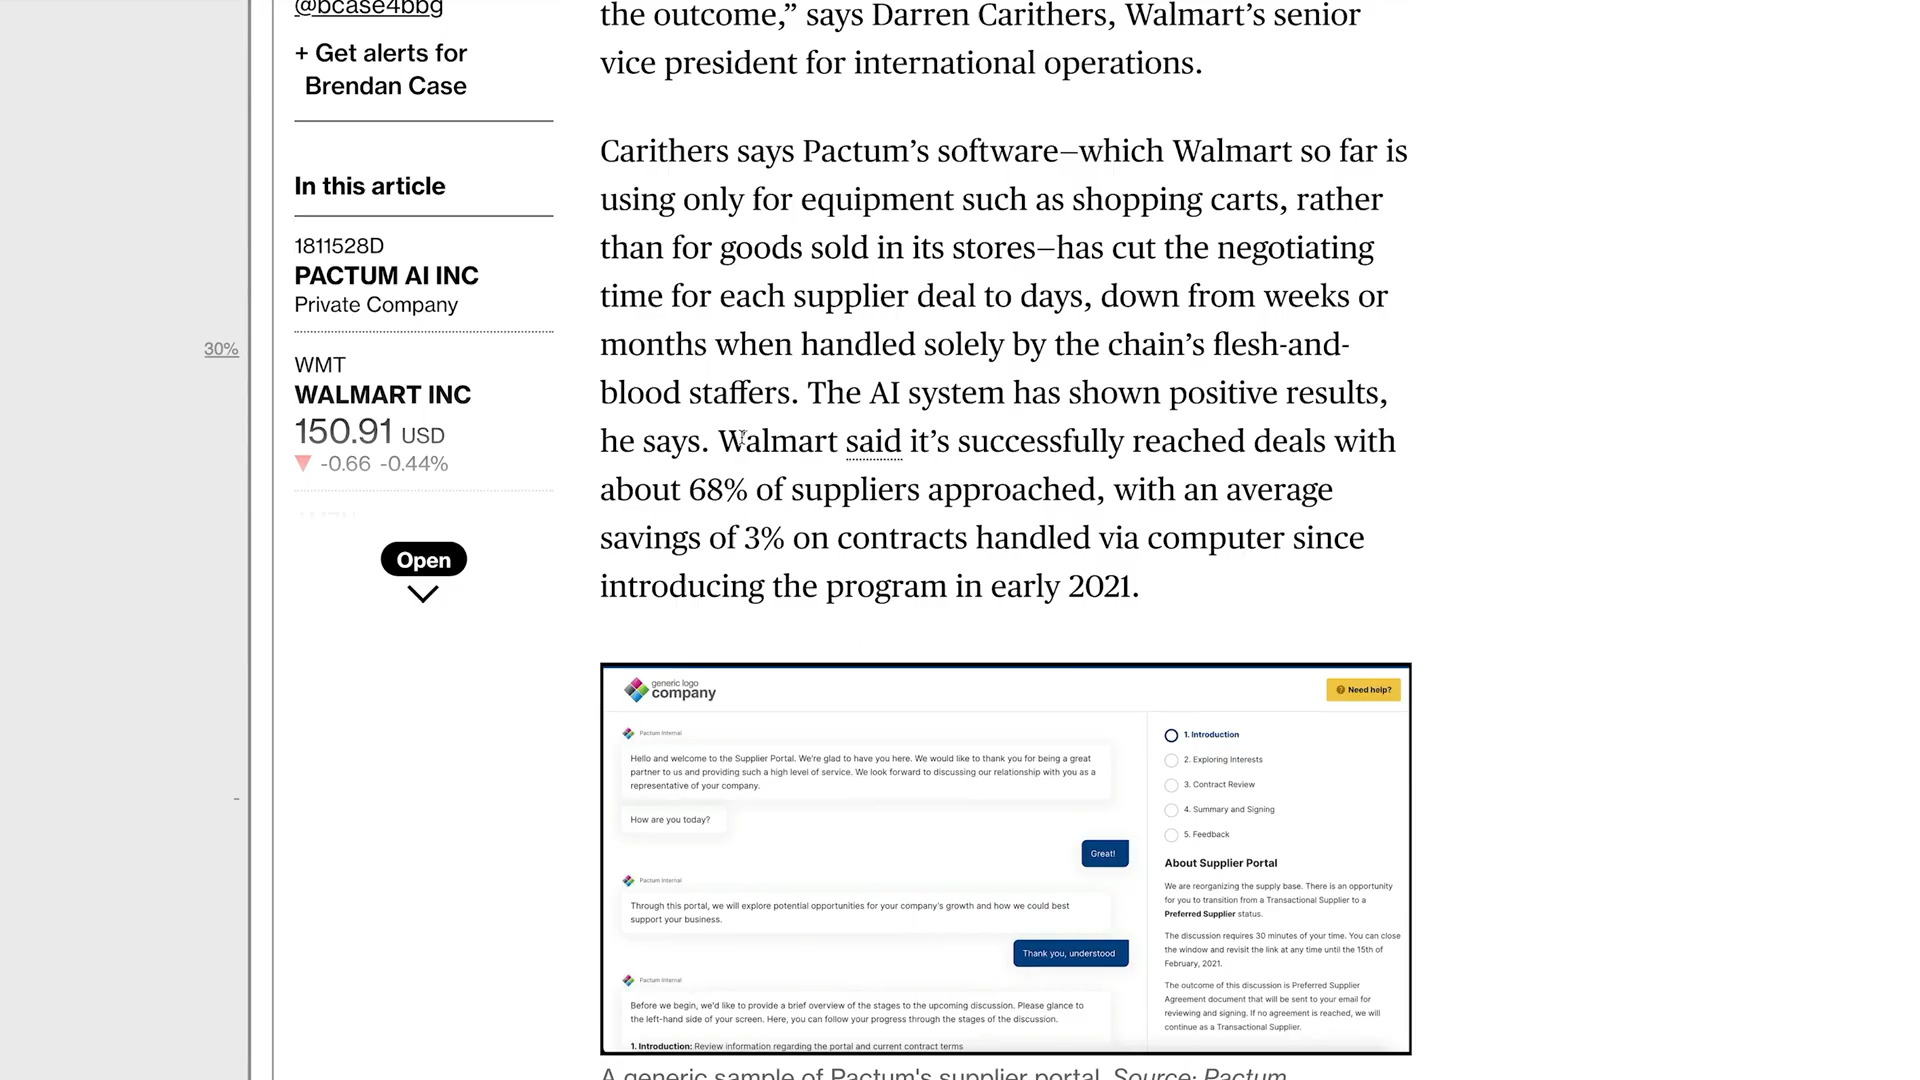 @bcase4bbg
+ Get alerts for
Brendan Case
In this article
1811528D
PACTUM AI INC
Private Company
30%
WMT
WALMART INC
150.91 USD
-0.66 -0.44%
Open
the outcome,” says Darren Carithers, Walmart’s senior
vice president for international operations.
Carithers says Pactum’s software—which Walmart so far is
using only for equipment such as shopping carts, rather
than for goods sold in its stores—has cut the negotiating
time for each supplier deal to days, down from weeks or
months when handled solely by the chain’s flesh-and-
blood staffers. The AI system has shown positive results,
he says. Walmart said it’s successfully reached deals with
about 68% of suppliers approached, with an average
savings of 3% on contracts handled via computer since
introducing the program in early 2021.
generic logo
company
Need help?
Pactum Internal
Hello and welcome to the Supplier Portal. We're glad to have you here. We would like to thank you for being a great
partner to us and providing such a high level of service. We look forward to discussing our relationship with you as a
representative of your company.
How are you today?
Great!
Pactum Internal
Through this portal, we will explore potential opportunities for your company's growth and how we could best
support your business.
Thank you, understood
Pactum Internal
Before we begin, we'd like to provide a brief overview of the stages to the upcoming discussion. Please glance to
the left-hand side of your screen. Here, you can follow your progress through the stages of the discussion.
1. Introduction: Review information regarding the portal and current contract terms
1. Introduction
2. Exploring Interests
3. Contract Review
4. Summary and Signing
5. Feedback
About Supplier Portal
We are reorganizing the supply base. There is an opportunity
for you to transition from a Transactional Supplier to a
Preferred Supplier status.
The discussion requires 30 minutes of your time. You can close
the window and revisit the link at any time until the 15th of
February, 2021.
The outcome of this discussion is Preferred Supplier
Agreement document that will be sent to your email for
reviewing and signing. If no agreement is reached, we will
continue as a Transactional Supplier.
A generic sample of Pactum's supplier portal. Source: Pactum